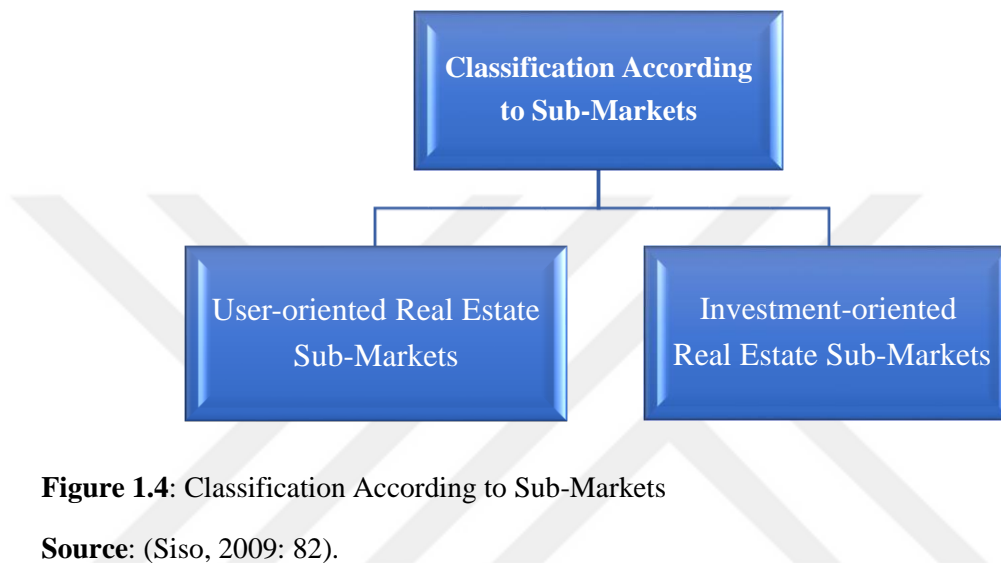 Classification According
to Sub-Markets
User-oriented Real Estate
Sub-Markets
Investment-oriented
Real Estate Sub-Markets
Figure 1.4: Classification According to Sub-Markets
Source: (Siso, 2009: 82).